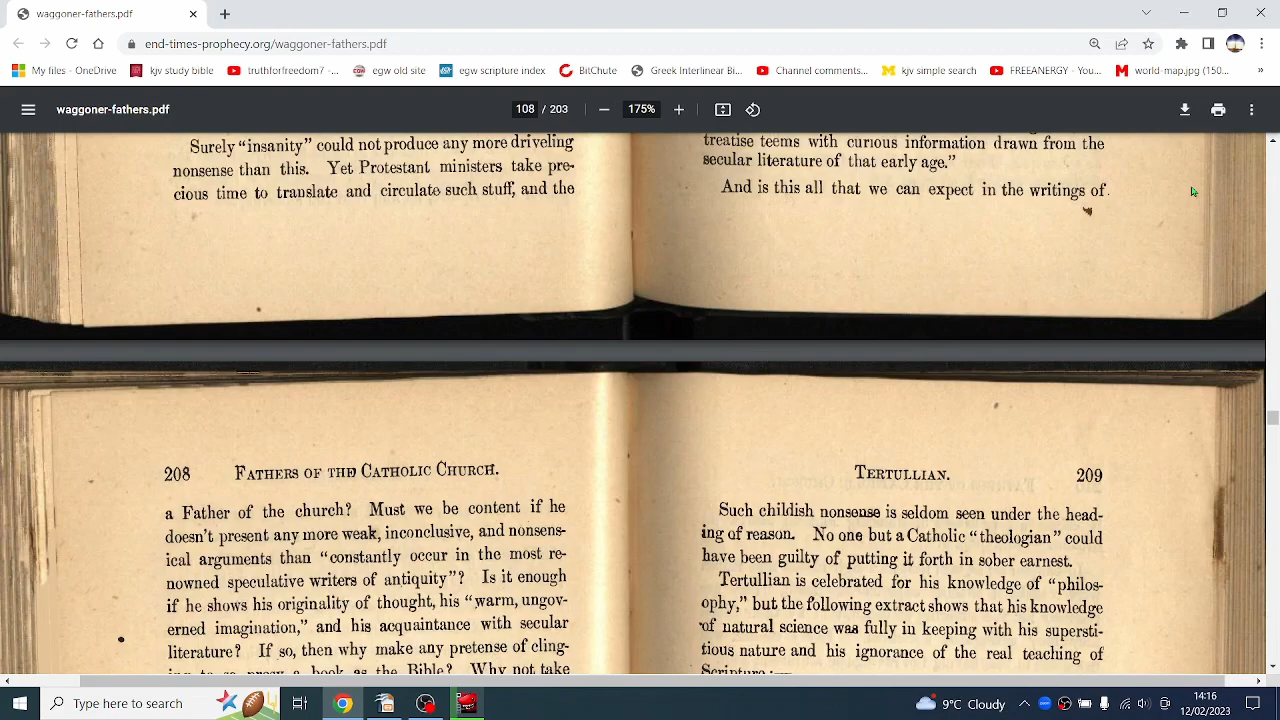 waggoner-fathers.pdf
end-times-prophecy.org/waggoner-fathers.pdf
My files - OneDrive
kjv study bible
truthforfreedom7 -...
egw old site
egw scripture index
BitChute
Greek Interlinear Bi...
Channel comments...
kjv simple search
FREEANERGY - You...
world-map.jpg (150...
»
waggoner-fathers.pdf
108 / 203
175%
Surely "insanity" could not produce any more driveling
nonsense than this. Yet Protestant ministers take pre-
cious time to translate and circulate such stuff, and the
treatise teems with curious information drawn from the
secular literature of that early age."
And is this all that we can expect in the writings of
208 FATHERS OF THE CATHOLIC CHURCH.
a Father of the church? Must we be content if he
doesn't present any more weak, inconclusive, and nonsens-
ical arguments than "constantly occur in the most re-
nowned speculative writers of antiquity"? Is it enough
if he shows his originality of thought, his "warm, ungov-
erned imagination," and his acquaintance with secular
literature? If so, then why make any pretense of cling-
ing to so prosy a book as the Bible? Why not take
TERTULLIAN. 209
Such childish nonsense is seldom seen under the head-
ing of reason. No one but a Catholic "theologian" could
have been guilty of putting it forth in sober earnest.
Tertullian is celebrated for his knowledge of "philos-
ophy," but the following extract shows that his knowledge
of natural science was fully in keeping with his supersti-
tious nature and his ignorance of the real teaching of
Scripture:—
Type here to search
9°C Cloudy
14:16
12/02/2023